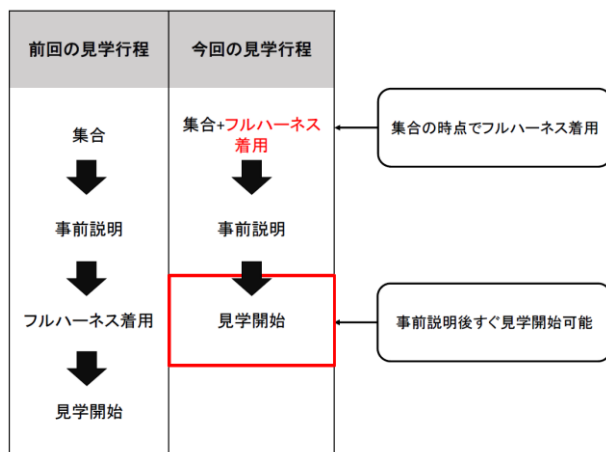 前回の見学行程
今回の見学行程
集合
事前説明
フルハーネス着用
見学開始
集合+フルハーネス
着用
事前説明
見学開始
集合の時点でフルハーネス着用
事前説明後すぐ見学開始可能